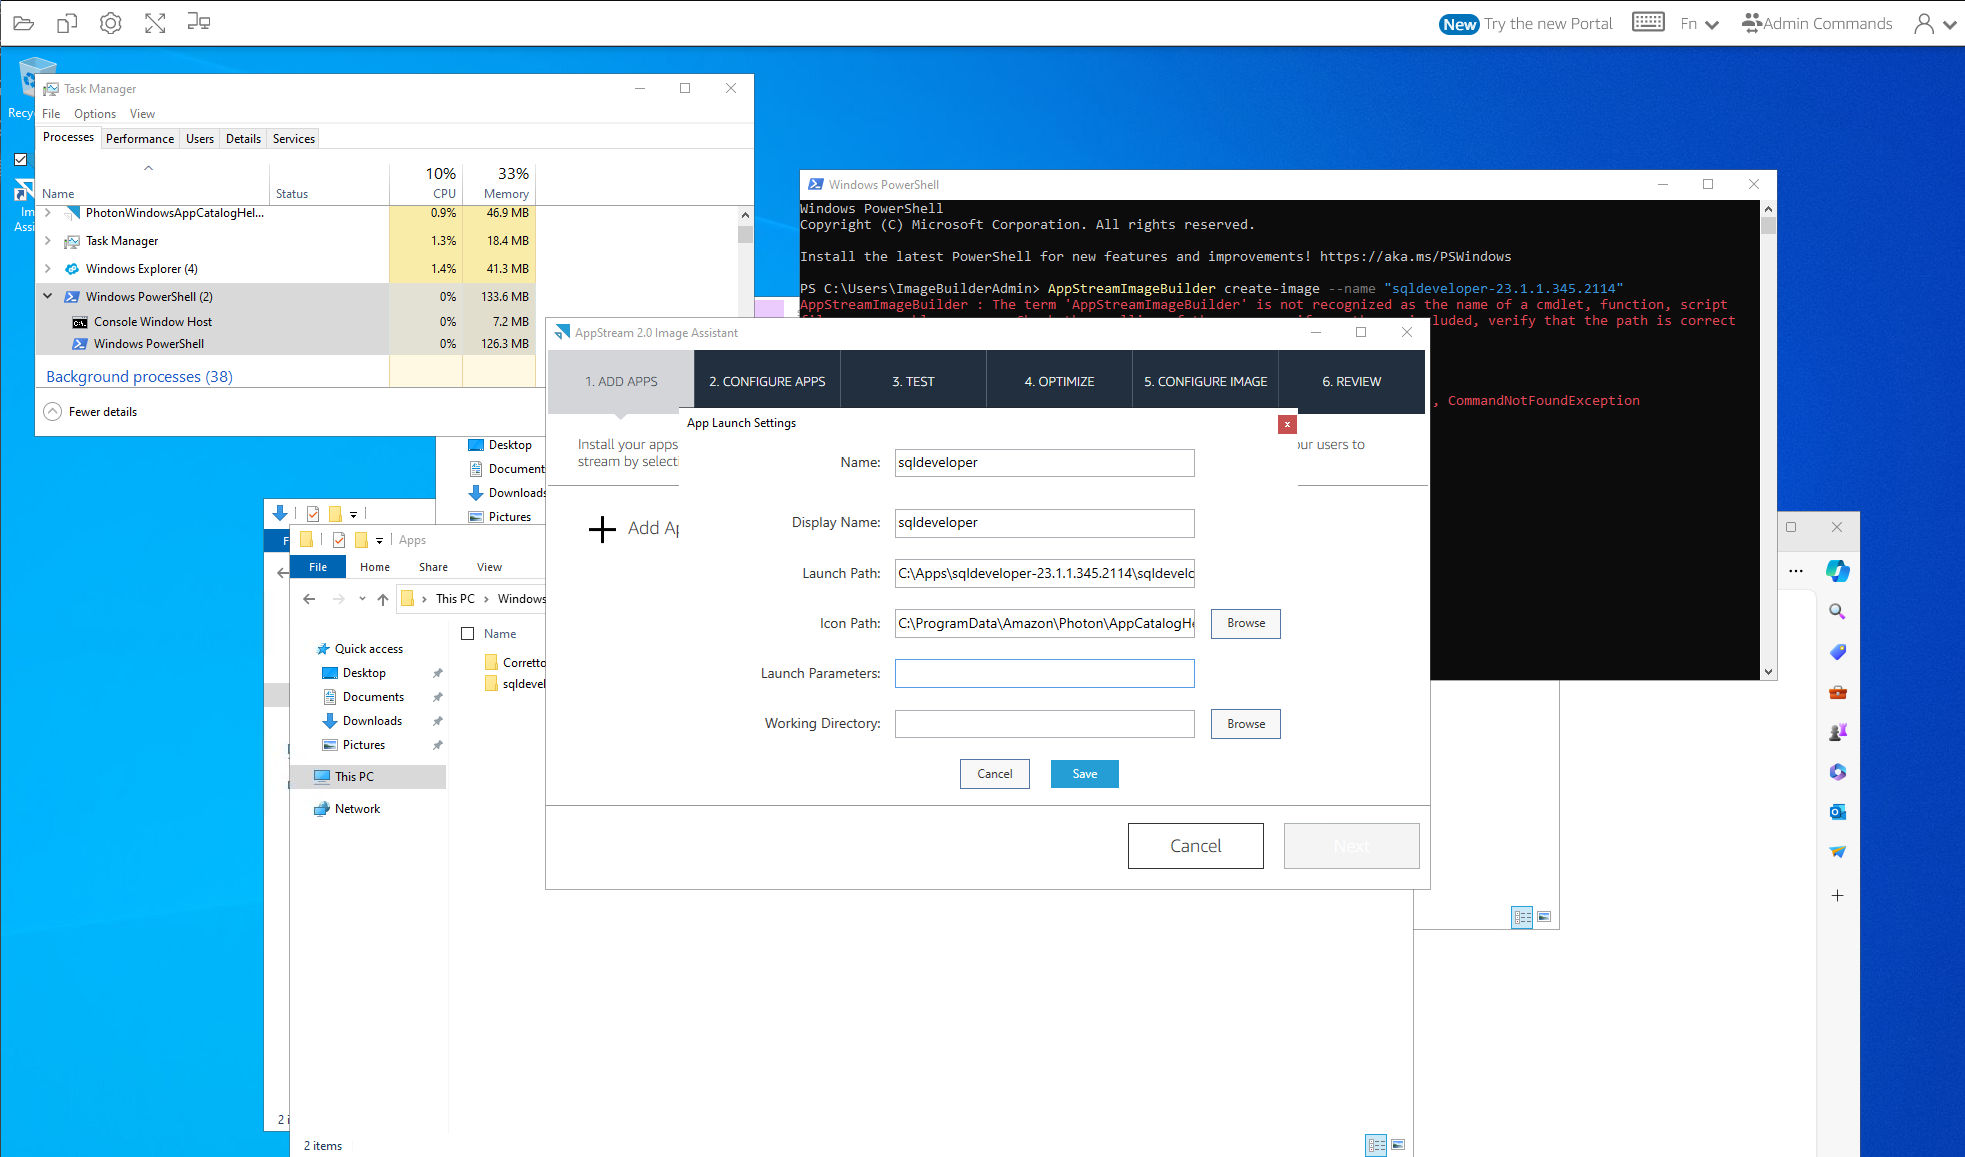 New Try the new Portal
Fn
Admin Commands
Task Manager
File Options View
Processes Performance Users Details Services
10% 33%
Name Status CPU Memory
PhotonWindowsAppCatalogHel... 0.9% 46.9 MB
Task Manager 1.3% 18.4 MB
Windows Explorer (4) 1.4% 41.3 MB
Windows PowerShell (2) 0% 133.6 MB
Console Window Host 0% 7.2 MB
Windows PowerShell 0% 126.3 MB
Background processes (38)
Fewer details
Windows PowerShell
Windows PowerShell
Copyright (C) Microsoft Corporation. All rights reserved.
Install the latest PowerShell for new features and improvements! https://aka.ms/PSWindows
PS C:\Users\ImageBuilderAdmin> AppStreamImageBuilder create-image --name "sqldeveloper-23.1.1.345.2114"
AppStreamImageBuilder : The term 'AppStreamImageBuilder' is not recognized as the name of a cmdlet, function, script
included, verify that the path is correct
, CommandNotFoundException
AppStream 2.0 Image Assistant
1. ADD APPS
2. CONFIGURE APPS
3. TEST
4. OPTIMIZE
5. CONFIGURE IMAGE
6. REVIEW
Install your apps
users to
stream by selecti
Add Ap
App Launch Settings
x
Name: sqldeveloper
Display Name: sqldeveloper
Launch Path: C:\Apps\sqldeveloper-23.1.1.345.2114\sqldevelc
Icon Path: C:\ProgramData\Amazon\Photon\AppCatalogHe Browse
Launch Parameters:
Working Directory: Browse
Cancel Save
Cancel Next
Desktop
Document
Downloads
Pictures
F
Apps
File Home Share View
This PC > Windows
Name
Quick access
Desktop
Documents
Downloads
Pictures
This PC
Network
Corretto
sqldevel
2 i
2 items
Recy
Im
Assi